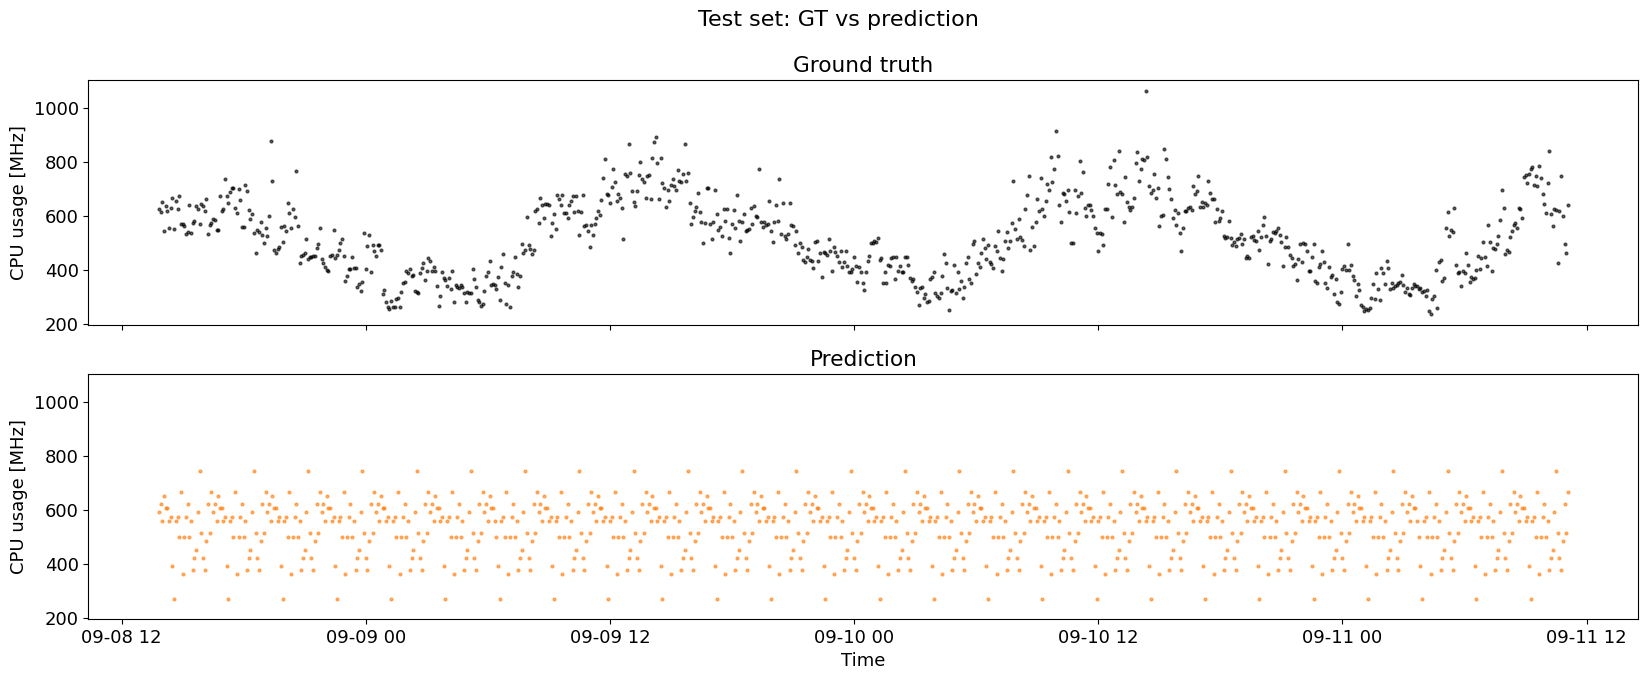 Test set: GT vs prediction
Ground truth
CPU usage [MHz]
1000
800
600
400
200
Prediction
CPU usage [MHz]
1000
800
600
400
200
09-08 12 09-09 00 09-09 12 09-10 00 09-10 12 09-11 00 09-11 12
Time